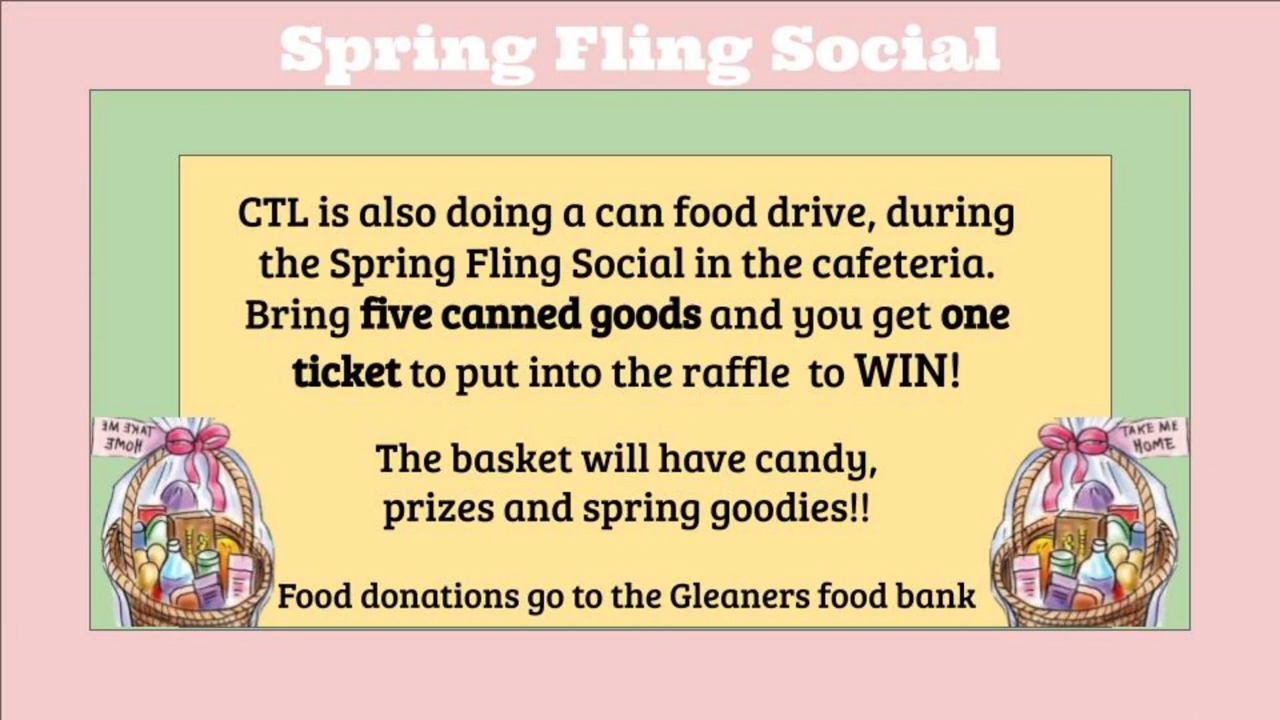 Spring Fling Social
CTL is also doing a can food drive, during
the Spring Fling Social in the cafeteria.
Bring five canned goods and you get one
ticket to put into the raffle to WIN!
TAKE ME
HOME
TAKE ME
HOME
The basket will have candy,
prizes and spring goodies!!
Food donations go to the Gleaners food bank